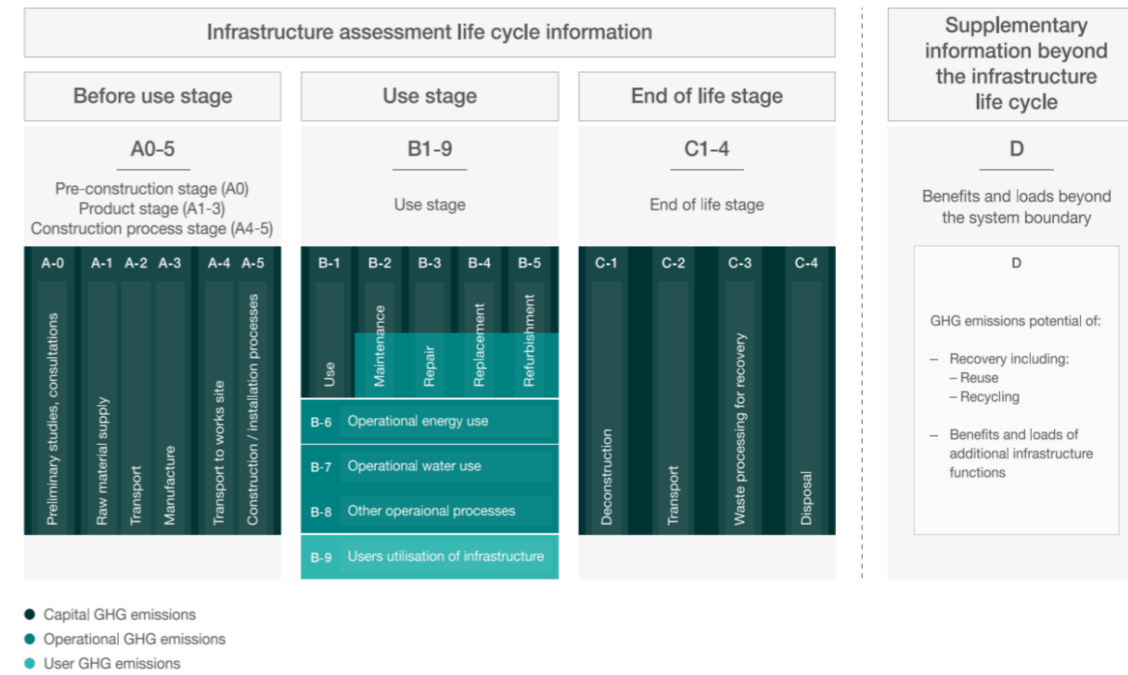 Infrastructure assessment life cycle information
Supplementary
information beyond
the infrastructure
life cycle
Before use stage
Use stage
End of life stage
A0-5
Pre-construction stage (A0)
Product stage (A1-3)
Construction process stage (A4-5)
B1-9
Use stage
C1-4
End of life stage
D
Benefits and loads beyond
the system boundary
A-0
Preliminary studies, consultations
A-1
Raw material supply
A-2
Transport
A-3
Manufacture
A-4
Transport to works site
A-5
Construction / installation processes
B-1
Use
B-2
Maintenance
B-3
Repair
B-4
Replacement
B-5
Refurbishment
B-6 Operational energy use
B-7 Operational water use
B-8 Other operaional processes
B-9 Users utilisation of infrastructure
C-1
Deconstruction
C-2
Transport
C-3
Waste processing for recovery
C-4
Disposal
D
GHG emissions potential of:
– Recovery including:
– Reuse
– Recycling
– Benefits and loads of
additional infrastructure
functions
Capital GHG emissions
Operational GHG emissions
User GHG emissions